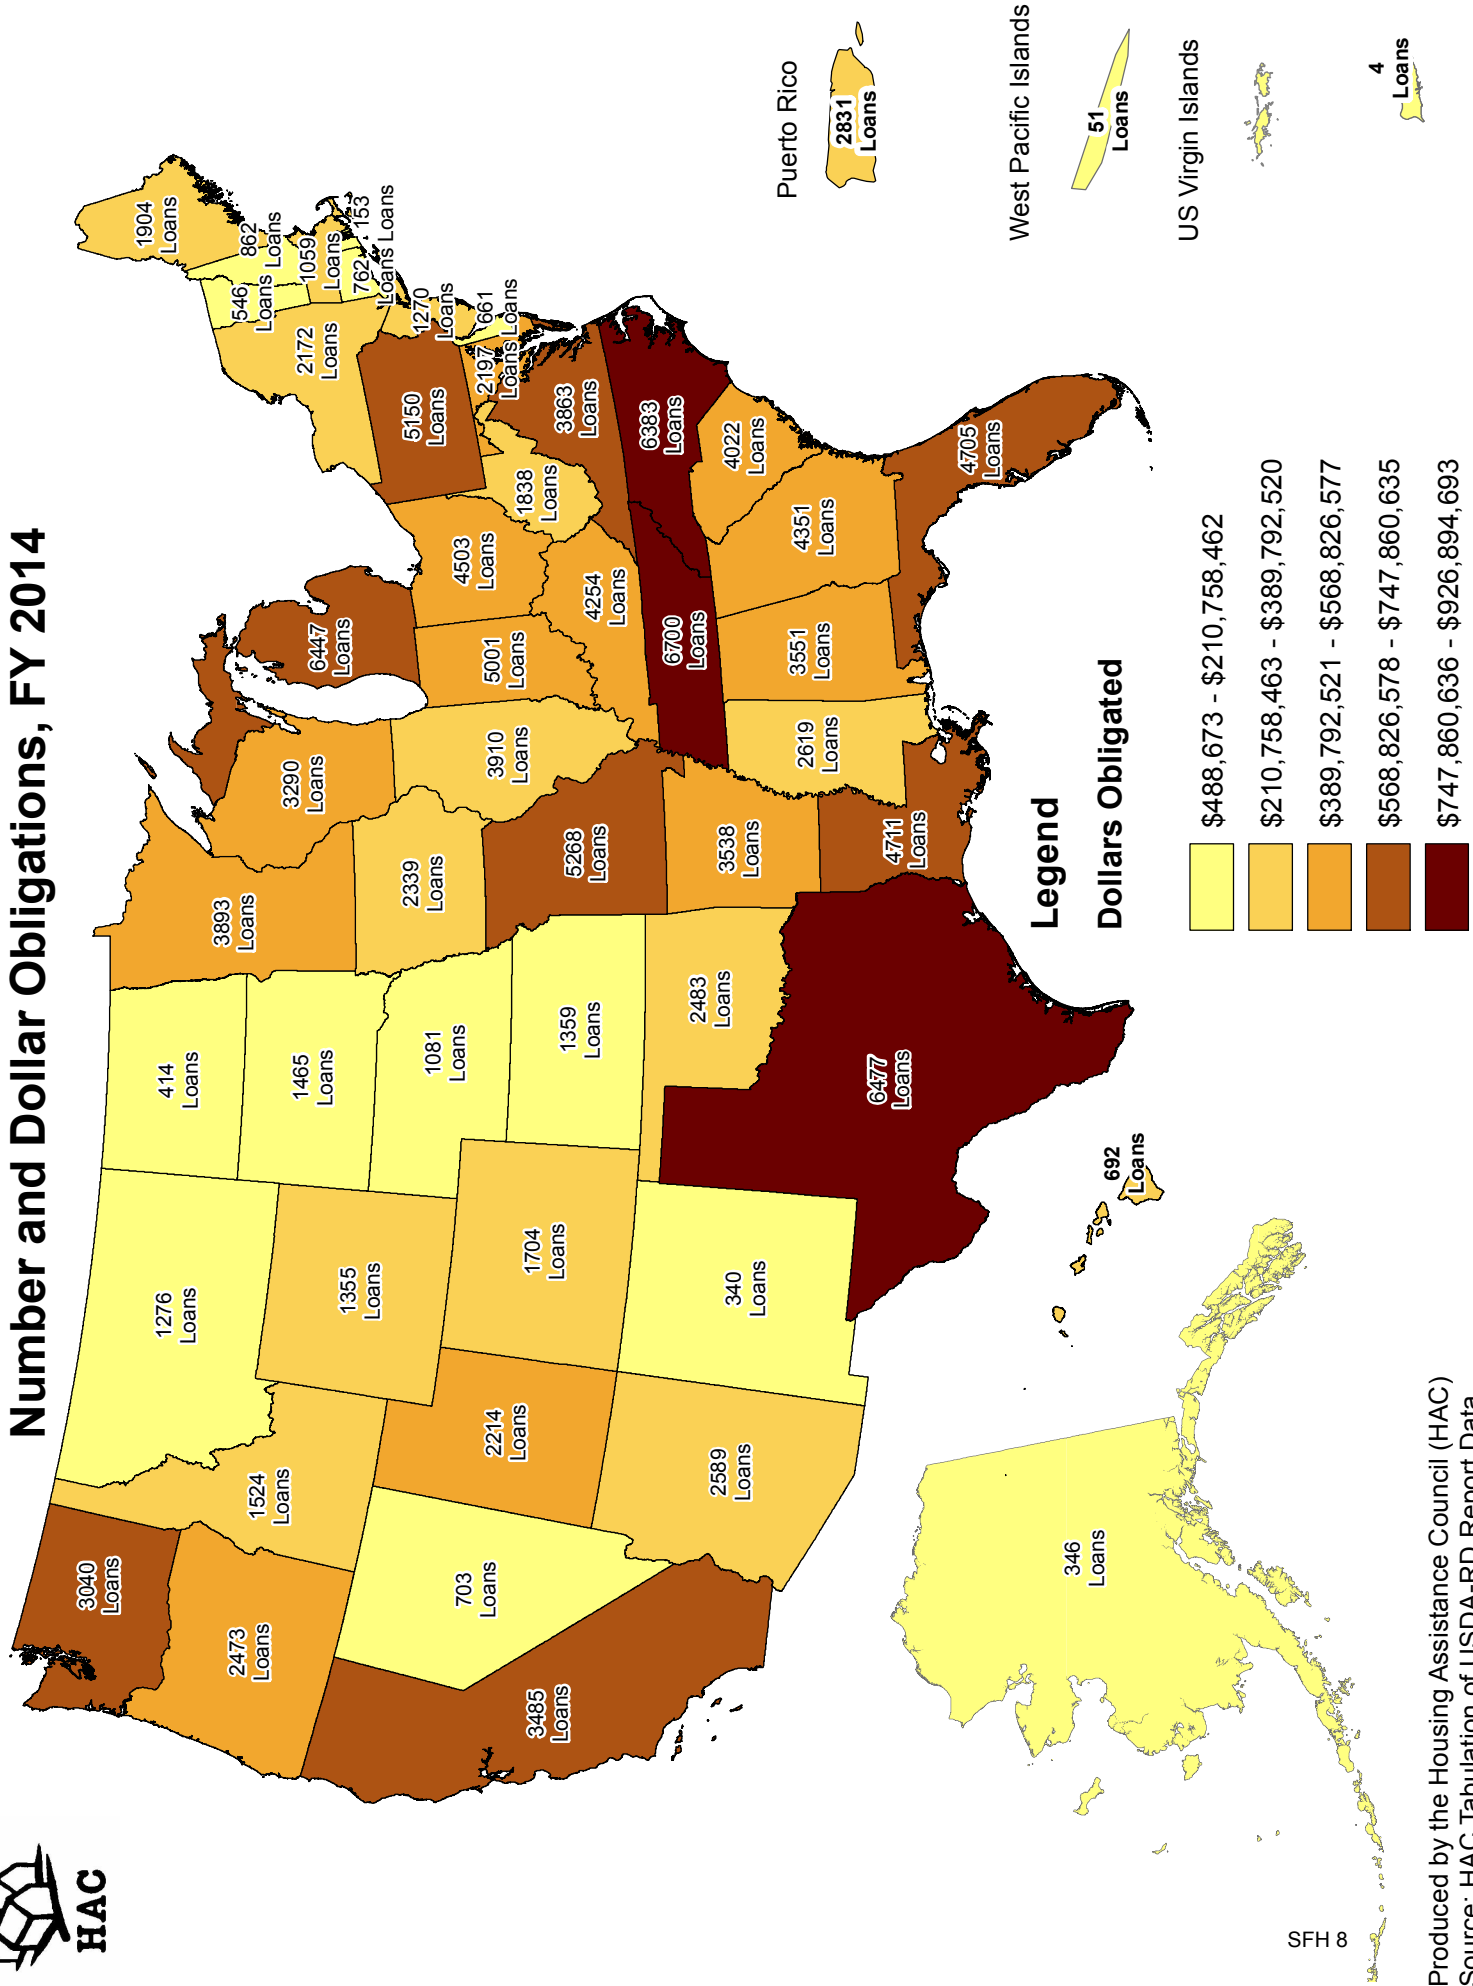 Number and Dollar Obligations, FY 2014
HAC
3040
Loans
2473
Loans
3485
Loans
703
Loans
1524
Loans
1276
Loans
1355
Loans
2214
Loans
2589
Loans
1704
Loans
340
Loans
414
Loans
1465
Loans
1081
Loans
1359
Loans
2483
Loans
6477
Loans
3893
Loans
2339
Loans
5268
Loans
3538
Loans
4711
Loans
3290
Loans
3910
Loans
2619
Loans
6447
Loans
5001
Loans
4503
Loans
4254
Loans
6700
Loans
3551
Loans
4351
Loans
4705
Loans
4022
Loans
6383
Loans
3863
Loans
1838
Loans
5150
Loans
2172
Loans
2197
Loans
661
Loans
1270
Loans
546
Loans
862
Loans
1059
Loans
762
Loans
153
Loans
1904
Loans
346
Loans
692
Loans
Puerto Rico
2831
Loans
West Pacific Islands
51
Loans
US Virgin Islands
4
Loans
Legend
Dollars Obligated
$488,673 - $210,758,462
$210,758,463 - $389,792,520
$389,792,521 - $568,826,577
$568,826,578 - $747,860,635
$747,860,636 - $926,894,693
SFH 8
Produced by the Housing Assistance Council (HAC)
Source: HAC Tabulation of USDA-RD Report Data